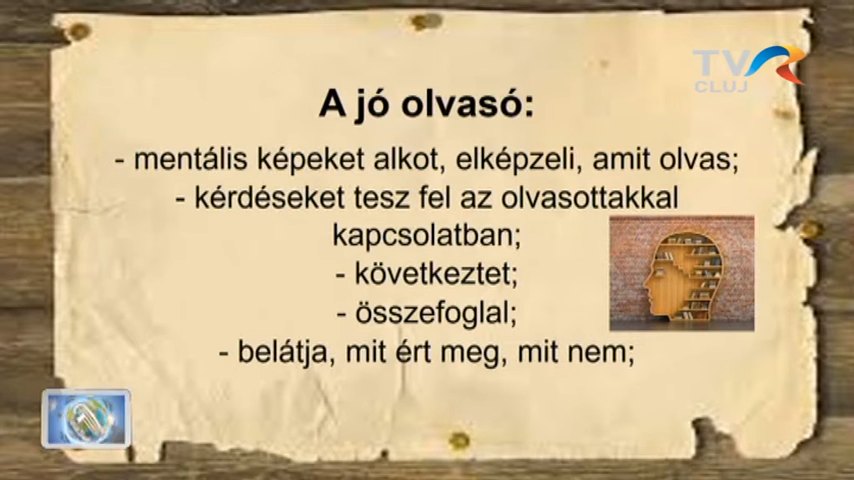 TVR
CLUJ
A jó olvasó:
- mentális képeket alkot, elképzeli, amit olvas;
- kérdéseket tesz fel az olvasottakkal
kapcsolatban;
- következtet;
- összefoglal;
- belátja, mit ért meg, mit nem;